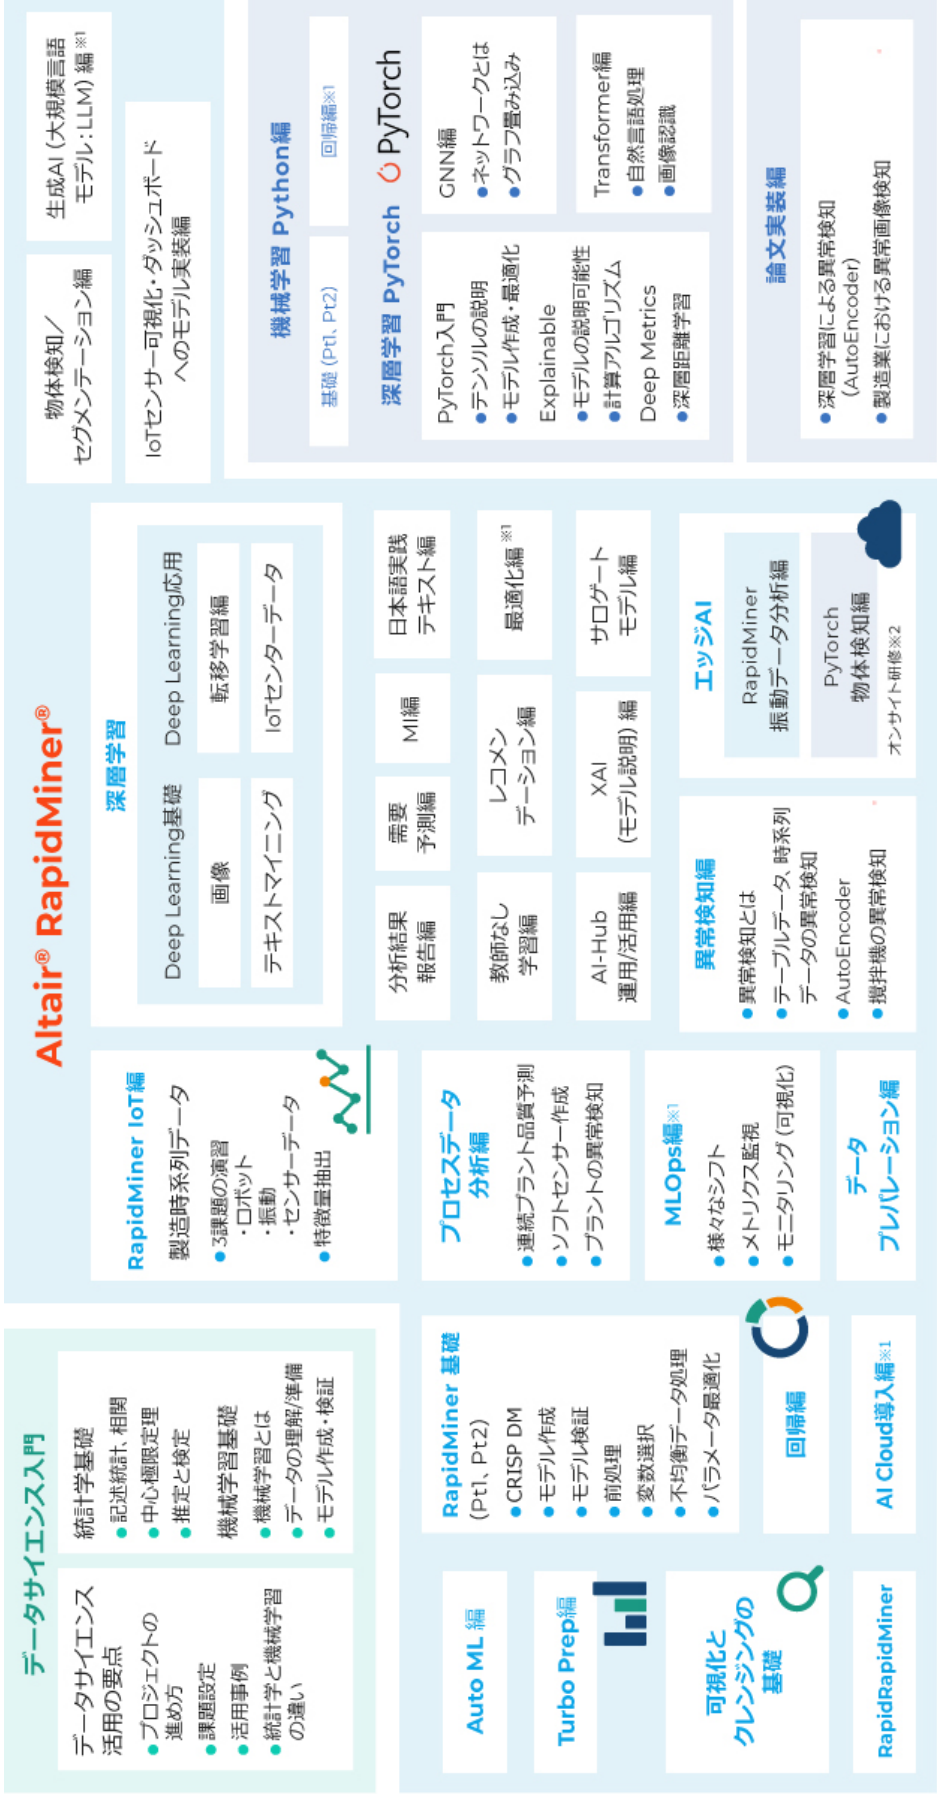 データサイエンス入門
データサイエンス
活用の要点
●プロジェクトの
進め方
●課題設定
●活用事例
●統計学と機械学習
の違い
統計学基礎
●記述統計、相関
●中心極限定理
●推定と検定
機械学習基礎
●機械学習とは
●データの理解/準備
●モデル作成・検証
Altair® RapidMiner®
Auto ML 編
Turbo Prep編
可視化と
クレンジングの
基礎
RapidRapidMiner
RapidMiner 基礎
(Pt1、Pt2)
●CRISP DM
●モデル作成
●モデル検証
●前処理
●変数選択
●不均衡データ処理
●パラメータ最適化
回帰編
AI Cloud導入編※1
RapidMiner IoT編
製造時系列データ
●3課題の演習
・ロボット
・振動
・センサーデータ
●特徴量抽出
プロセスデータ
分析編
●連続プラント品質予測
●ソフトセンサー作成
●プラントの異常検知
MLOps編※1
●様々なシフト
●メトリクス監視
●モニタリング(可視化)
データ
プレパレーション編
深層学習
Deep Learning基礎
画像
テキストマイニング
Deep Learning応用
転移学習編
IoTセンターデータ
分析結果
報告編
需要
予測編
MI編
日本語実践
テキスト編
教師なし
学習編
レコメン
デーション編
最適化編※1
AI-Hub
運用/活用編
XAI
(モデル説明)編
サロゲート
モデル編
異常検知編
●異常検知とは
●テーブルデータ、時系列
データの異常検知
●AutoEncoder
●攪拌機の異常検知
エッジAI
RapidMiner
振動データ分析編
PyTorch
物体検知編
オンサイト研修※2
物体検知/
セグメンテーション編
生成AI(大規模言語
モデル:LLM)編※1
IoTセンサー可視化・ダッシュボード
へのモデル実装編
機械学習 Python編
基礎(Pt1、Pt2)
回帰編※1
深層学習 PyTorch
PyTorch
PyTorch入門
●テンソルの説明
●モデル作成・最適化
Explainable
●モデルの説明可能性
●計算アルゴリズム
Deep Metrics
●深層距離学習
GNN編
●ネットワークとは
●グラフ畳み込み
Transformer編
●自然言語処理
●画像認識
論文実装編
●深層学習による異常検知
(AutoEncoder)
●製造業における異常画像検知